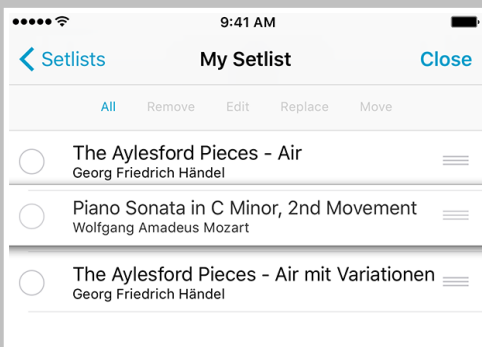 9:41 AM
Setlists
My Setlist
Close
All Remove Edit Replace Move
The Aylesford Pieces - Air
Georg Friedrich Händel
Piano Sonata in C Minor, 2nd Movement
Wolfgang Amadeus Mozart
The Aylesford Pieces - Air mit Variationen
Georg Friedrich Händel